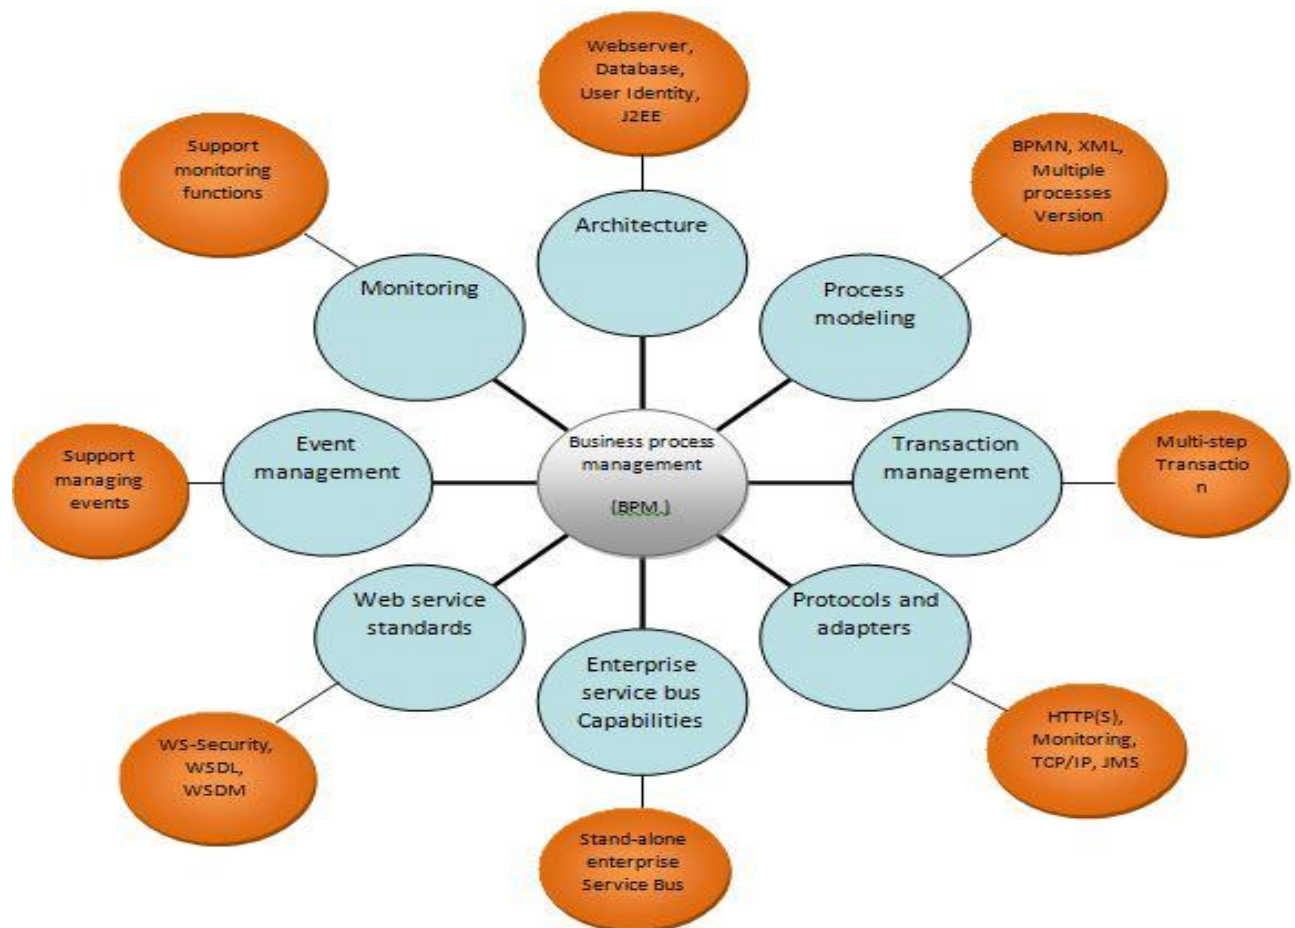 Webserver,
Database,
User Identity,
J2EE
Support
monitoring
functions
BPMN, XML,
Multiple
processes
Version
Architecture
Monitoring
Process
modeling
Event
management
Business process
management
(BPM.)
Transaction
management
Support
managing
events
Multi-step
Transactio
n
Web service
standards
Protocols and
adapters
Enterprise
service bus
Capabilities
WS-Security,
WSDL,
WSDM
HTTP(S),
Monitoring,
TCP/IP, JMS
Stand-alone
enterprise
Service Bus